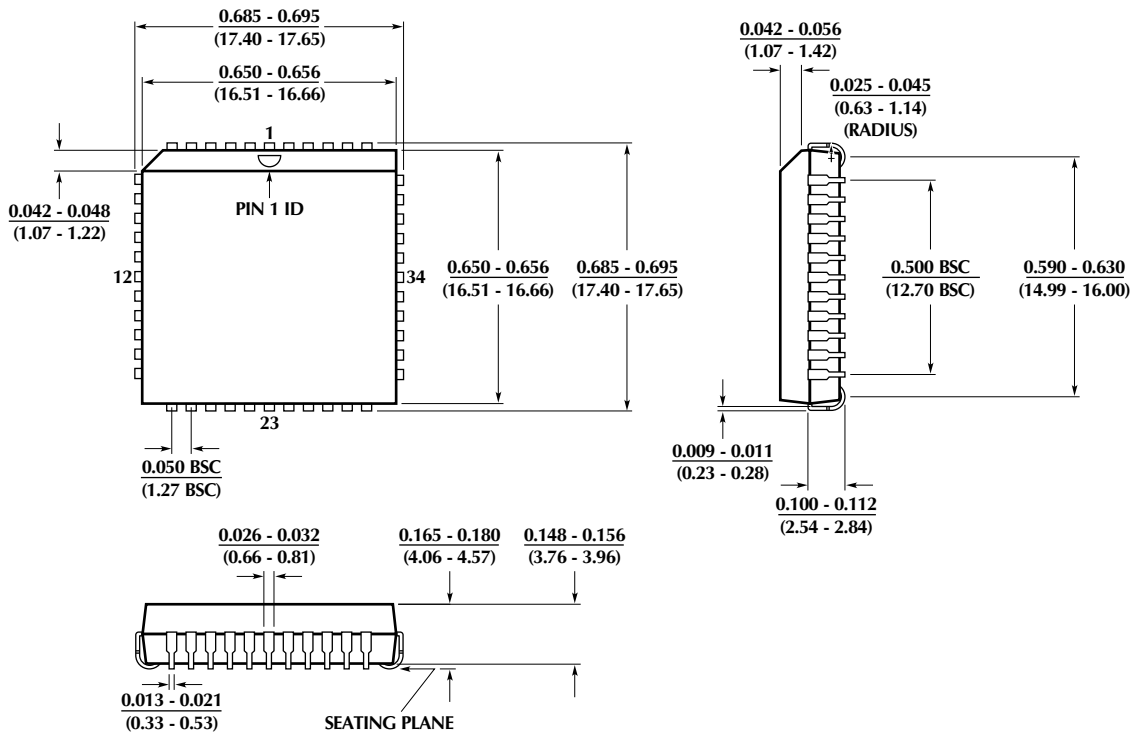 0.685 - 0.695
(17.40 - 17.65)
0.650 - 0.656
(16.51 - 16.66)
1
PIN 1 ID
0.042 - 0.048
(1.07 - 1.22)
12
34
0.650 - 0.656
(16.51 - 16.66)
0.685 - 0.695
(17.40 - 17.65)
23
0.050 BSC
(1.27 BSC)
0.042 - 0.056
(1.07 - 1.42)
0.025 - 0.045
(0.63 - 1.14)
(RADIUS)
0.500 BSC
(12.70 BSC)
0.590 - 0.630
(14.99 - 16.00)
0.009 - 0.011
(0.23 - 0.28)
0.100 - 0.112
(2.54 - 2.84)
0.026 - 0.032
(0.66 - 0.81)
0.165 - 0.180
(4.06 - 4.57)
0.148 - 0.156
(3.76 - 3.96)
0.013 - 0.021
(0.33 - 0.53)
SEATING PLANE